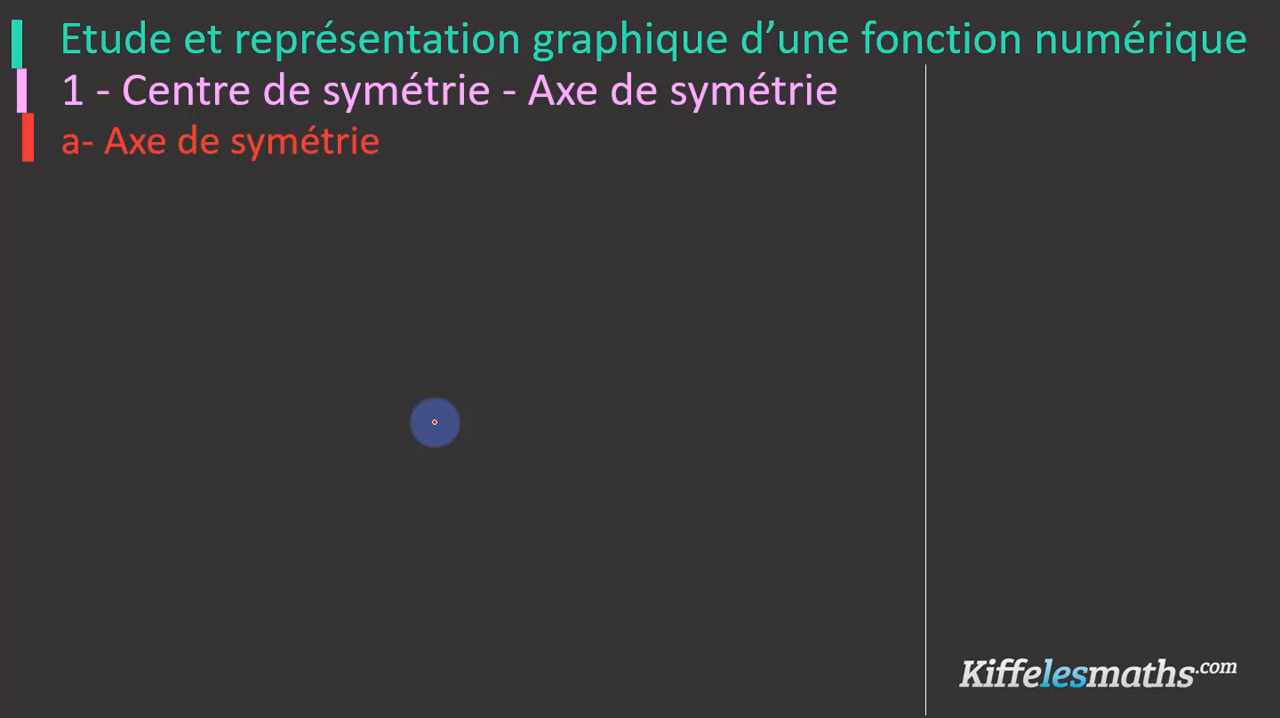 Etude et représentation graphique d’une fonction numérique
1 - Centre de symétrie - Axe de symétrie
a- Axe de symétrie
Kiffelesmaths.com